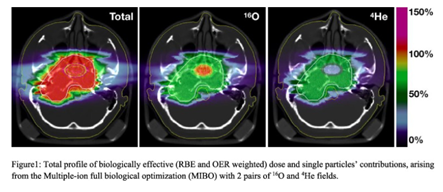 Total
16O
4He
150%
100%
50%
0%
Figure1: Total profile of biologically effective (RBE and OER weighted) dose and single particles' contributions, arising
from the Multiple-ion full biological optimization (MIBO) with 2 pairs of 16O and 4He fields.